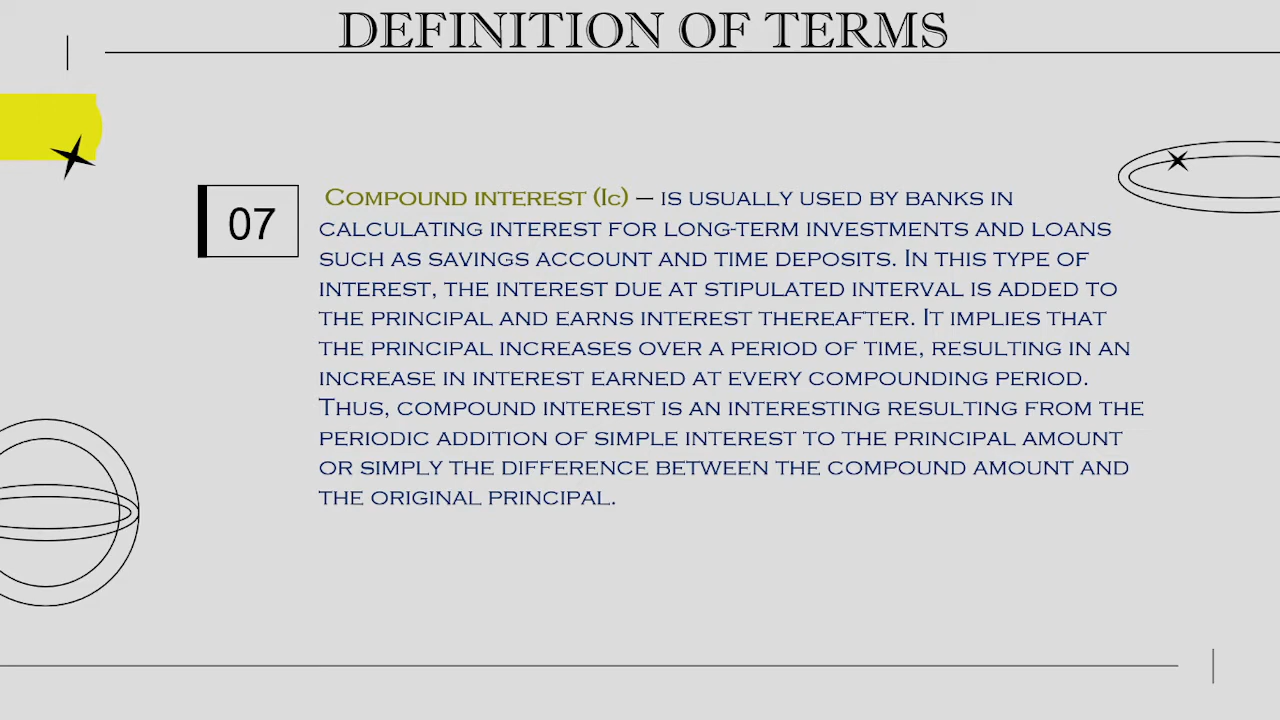 DEFINITION OF TERMS
07
Compound interest (Ic) – is usually used by banks in
calculating interest for long-term investments and loans
such as savings account and time deposits. In this type of
interest, the interest due at stipulated interval is added to
the principal and earns interest thereafter. It implies that
the principal increases over a period of time, resulting in an
increase in interest earned at every compounding period.
Thus, compound interest is an interesting resulting from the
periodic addition of simple interest to the principal amount
or simply the difference between the compound amount and
the original principal.